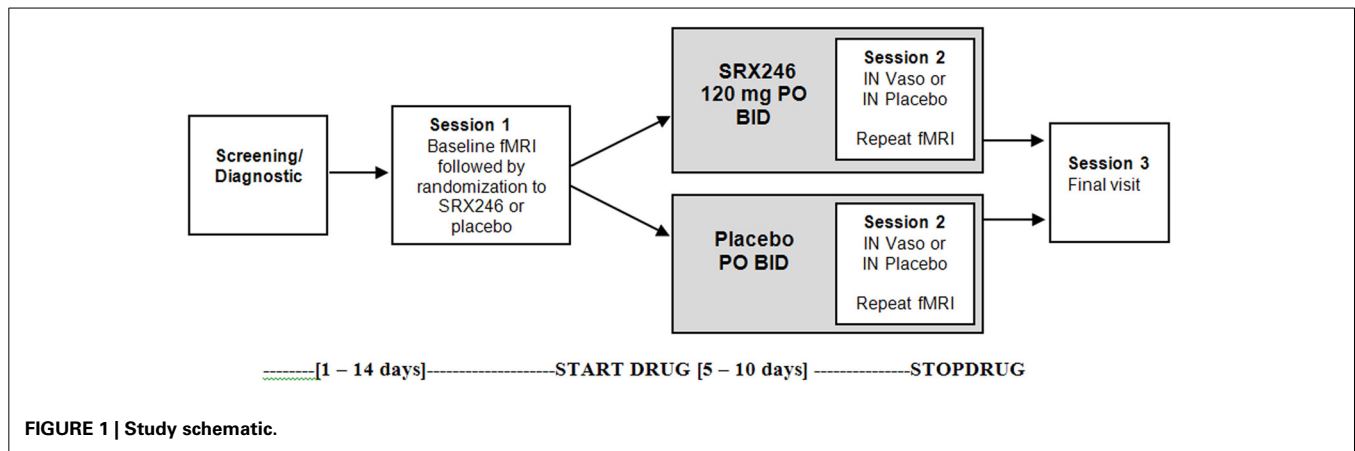 Screening/
Diagnostic
Session 1
Baseline fMRI
followed by
randomization to
SRX246 or
placebo
SRX246
120 mg PO
BID
Session 2
IN Vaso or
IN Placebo
Repeat fMRI
Placebo
PO BID
Session 2
IN Vaso or
IN Placebo
Repeat fMRI
Session 3
Final visit
--------[1 – 14 days]--------------------START DRUG [5 – 10 days] ---------------STOPDRUG
FIGURE 1 | Study schematic.